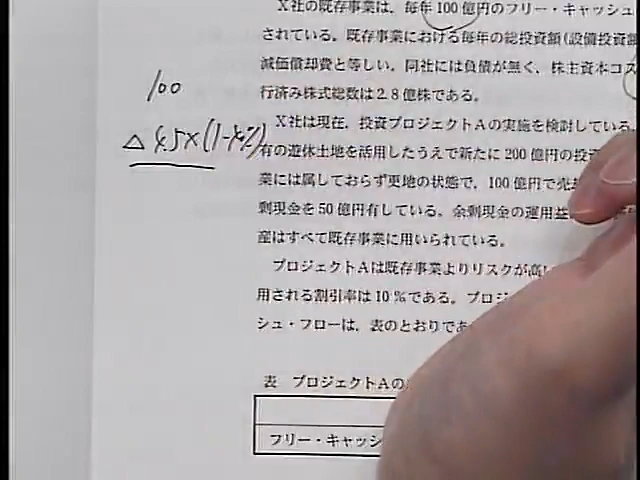 X社の既存事業は，毎年100億円のフリー・キャッシュ
されている。既存事業における毎年の総投資額(設備投資額
減価償却費と等しい。同社には負債が無く，株主資本コス
行済み株式総数は2.8億株である。
X社は現在，投資プロジェクトAの実施を検討している
有の遊休土地を活用したうえで新たに200億円の投資
業には属しておらず更地の状態で，100億円で売
剰現金を50億円有している。余剰現金の運用益
産はすべて既存事業に用いられている。
プロジェクトAは既存事業よりリスクが高
用される割引率は10％である。プロジ
シュ・フローは，表のとおりであ
100
△45×(1-40%)
表 プロジェクトAの
フリー・キャッシ